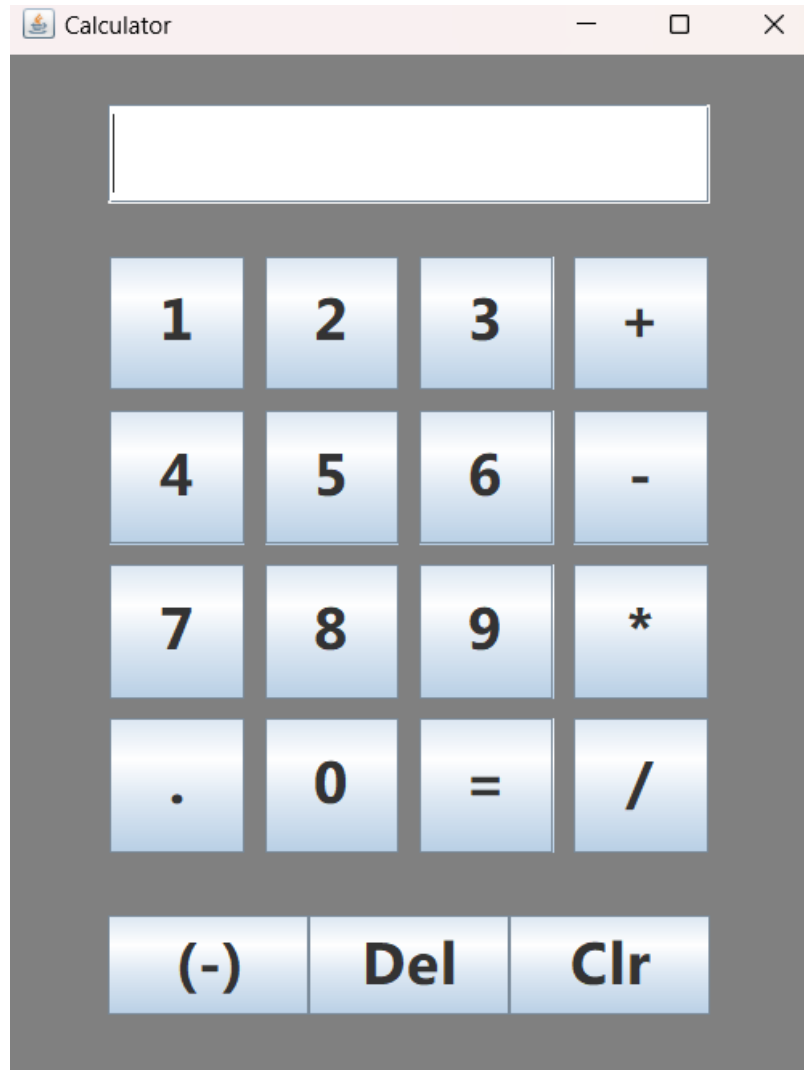 Calculator
1 2 3 +
4 5 6 -
7 8 9 *
. 0 = /
(-) Del Clr